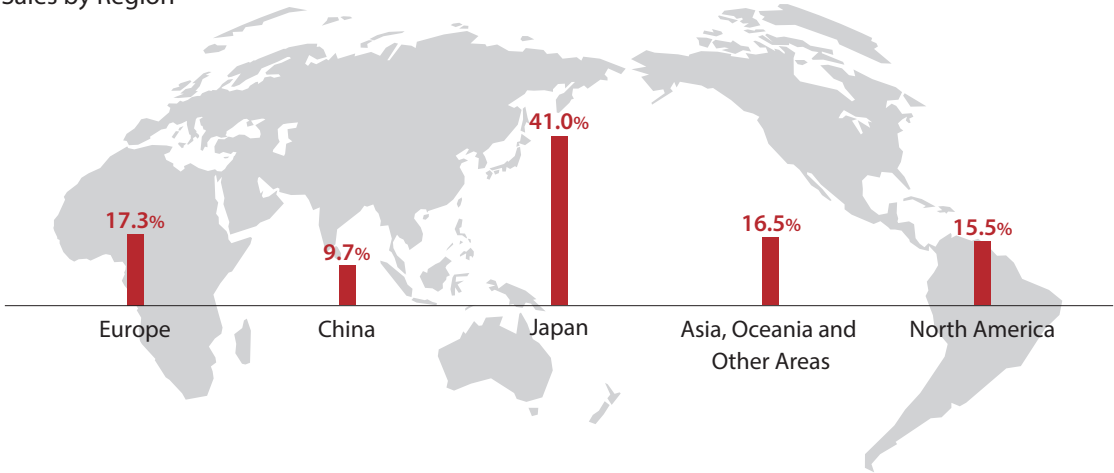 Sales by Region
41.0%
17.3%
16.5%
15.5%
9.7%
Europe
China
Japan
Asia, Oceania and
Other Areas
North America